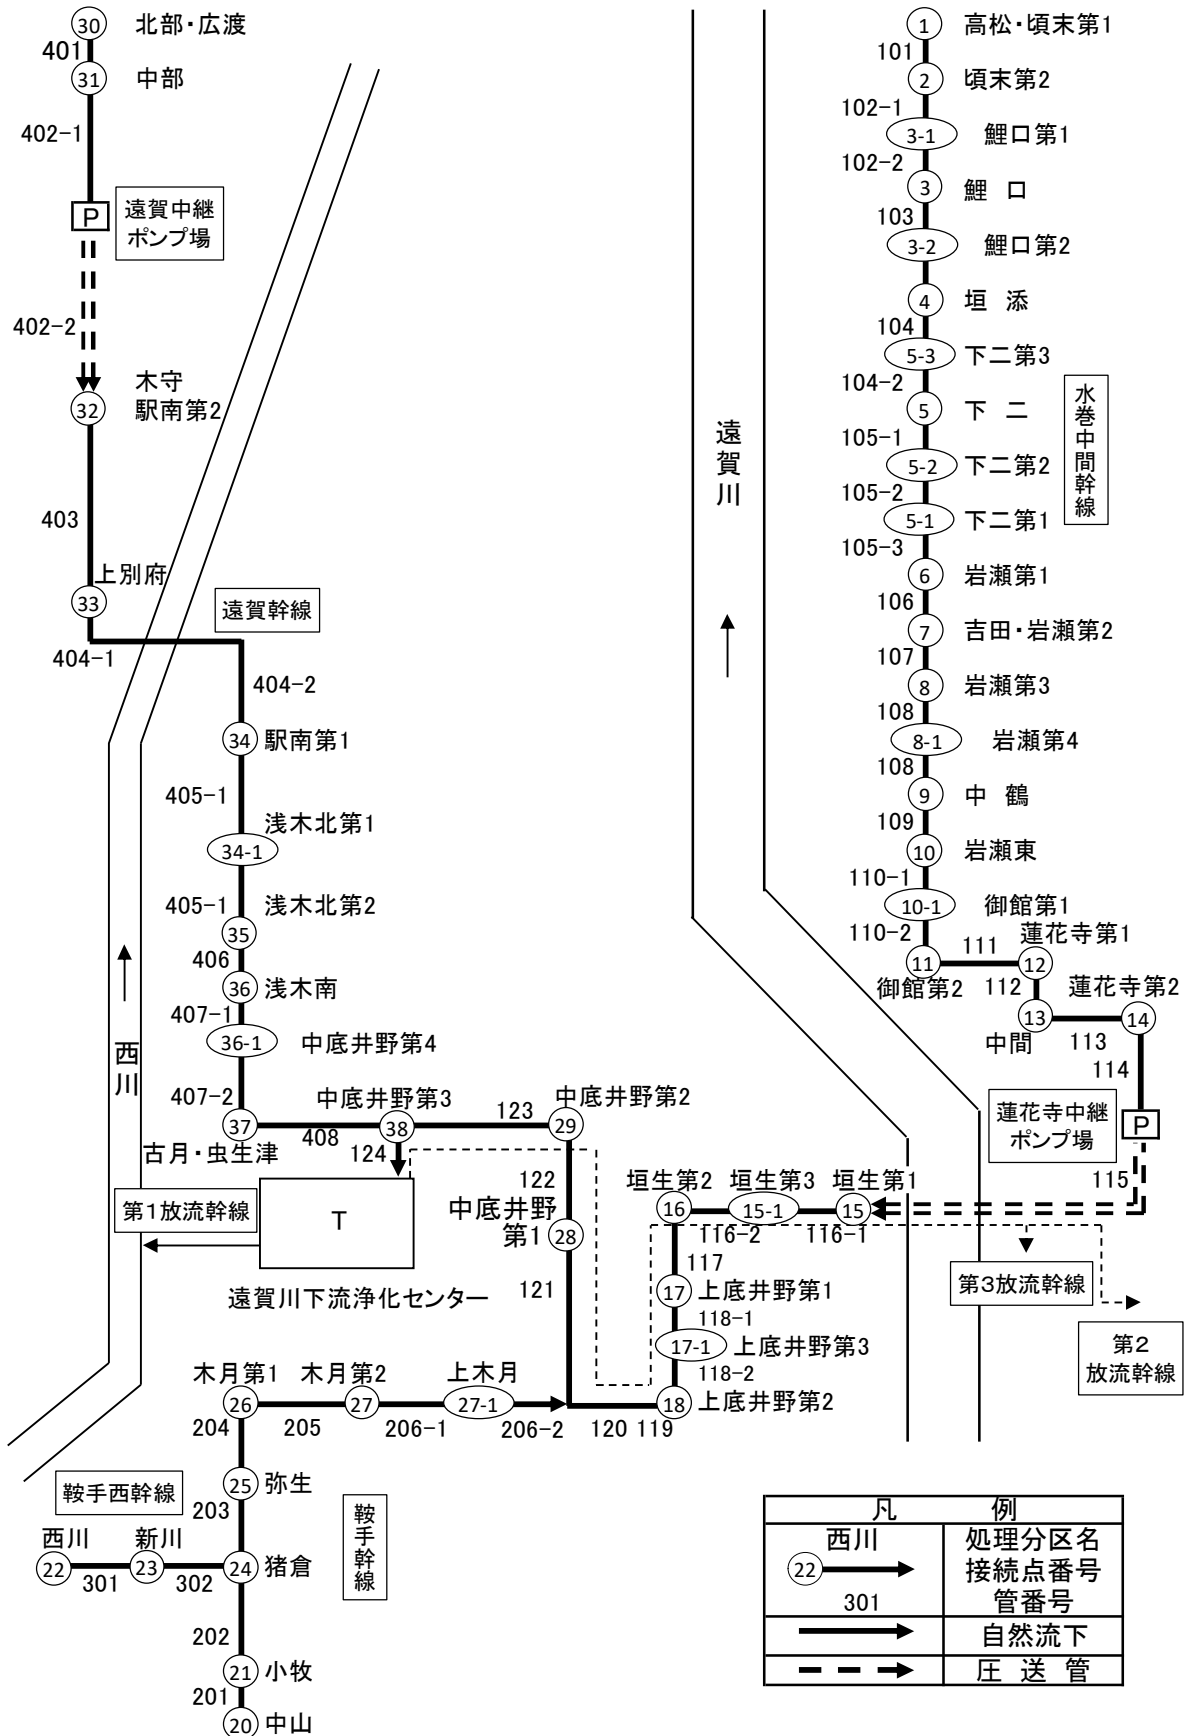 30 北部・広渡
401
31 中部
402-1
P
遠賀中継
ポンプ場
402-2
木守
32 駅南第2
403
上別府
33
遠賀幹線
404-1
404-2
34 駅南第1
405-1
浅木北第1
34-1
405-1
浅木北第2
35
406
36 浅木南
407-1
36-1 中底井野第4
407-2
37
古月・虫生津
408
中底井野第3
38
124
123
中底井野第2
29
122
中底井野
第1
28
121
西川
第1放流幹線
T
遠賀川下流浄化センター
遠賀川
1 高松・頃末第1
101
2 頃末第2
102-1
3-1 鯉口第1
102-2
3 鯉 口
103
3-2 鯉口第2
4 垣 添
104
5-3 下二第3
104-2
5 下 二
105-1
5-2 下二第2
105-2
5-1 下二第1
105-3
水巻中間幹線
6 岩瀬第1
106
7 吉田・岩瀬第2
107
8 岩瀬第3
108
8-1 岩瀬第4
108
9 中 鶴
109
10 岩瀬東
110-1
10-1 御館第1
110-2
11
御館第2
111
蓮花寺第1
12
112
13
中間
113
蓮花寺第2
14
114
蓮花寺中継
ポンプ場
P
115
垣生第2
16
垣生第3
15-1
垣生第1
15
116-2
116-1
117
17 上底井野第1
118-1
17-1 上底井野第3
118-2
18 上底井野第2
120
119
第3放流幹線
第2
放流幹線
木月第1
26
木月第2
27
上木月
27-1
204
205
206-1
206-2
25 弥生
203
鞍手西幹線
鞍手幹線
西川
22
新川
23
24 猪倉
301
302
202
21 小牧
201
20 中山
凡 例
西川
22
301
処理分区名
接続点番号
管番号
自然流下
圧 送 管